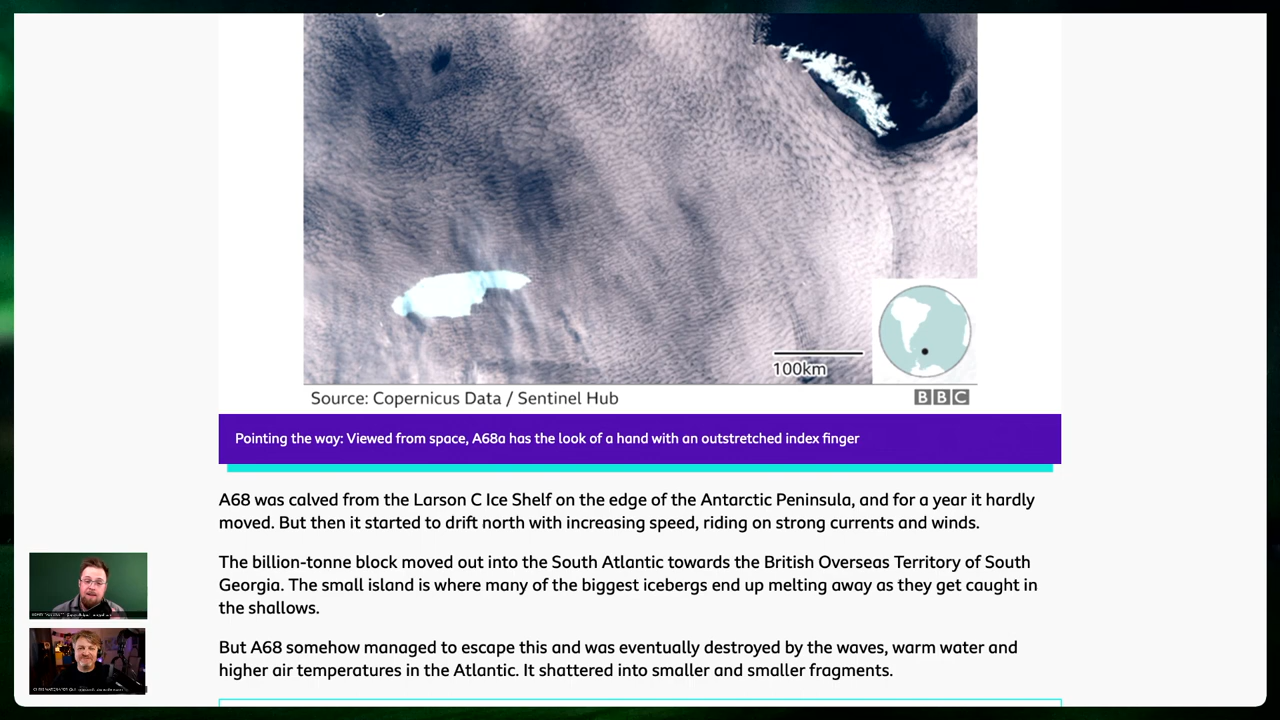 100km
Source: Copernicus Data / Sentinel Hub
BBC
Pointing the way: Viewed from space, A68a has the look of a hand with an outstretched index finger
A68 was calved from the Larson C Ice Shelf on the edge of the Antarctic Peninsula, and for a year it hardly
moved. But then it started to drift north with increasing speed, riding on strong currents and winds.
The billion-tonne block moved out into the South Atlantic towards the British Overseas Territory of South
Georgia. The small island is where many of the biggest icebergs end up melting away as they get caught in
the shallows.
But A68 somehow managed to escape this and was eventually destroyed by the waves, warm water and
higher air temperatures in the Atlantic. It shattered into smaller and smaller fragments.